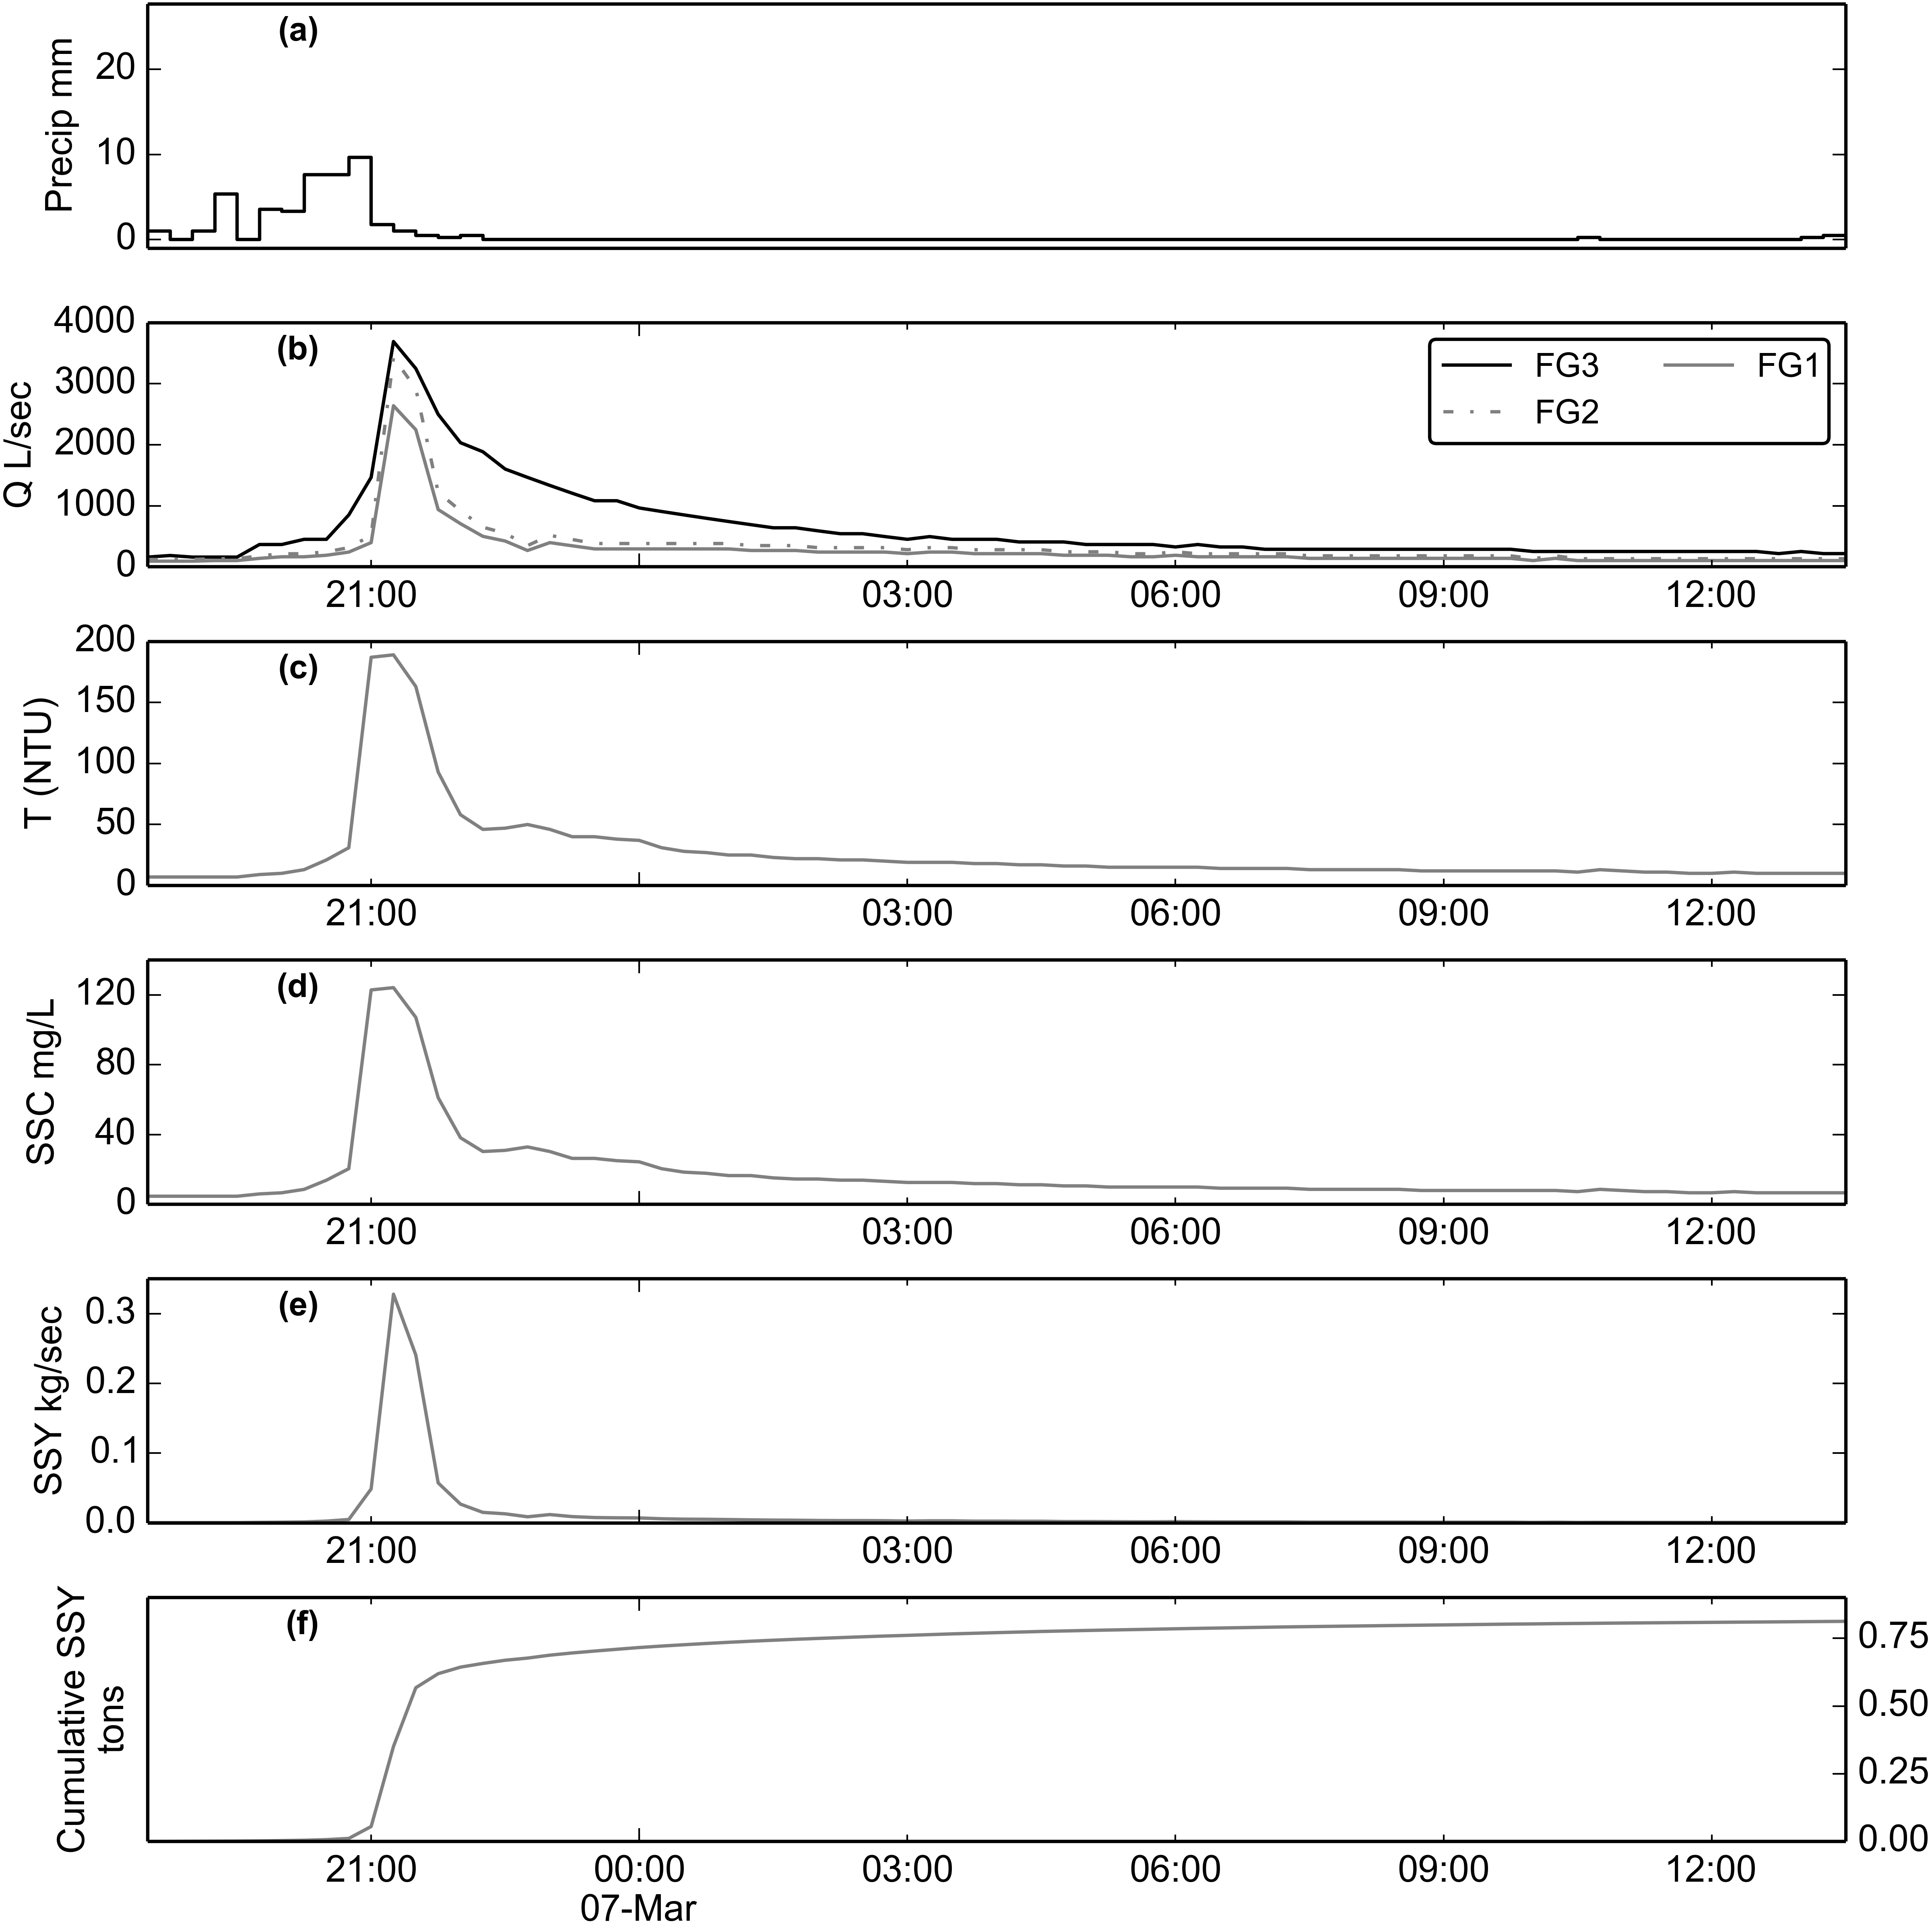 (a)
Precip mm
20
10
0
(b)
Q L/sec
4000
3000
2000
1000
0
FG3 FG1
FG2
21:00 03:00 06:00 09:00 12:00
(c)
T (NTU)
200
150
100
50
0
21:00 03:00 06:00 09:00 12:00
(d)
SSC mg/L
120
80
40
0
21:00 03:00 06:00 09:00 12:00
(e)
SSY kg/sec
0.3
0.2
0.1
0.0
21:00 03:00 06:00 09:00 12:00
(f)
Cumulative SSY
tons
0.75
0.50
0.25
0.00
21:00 00:00 03:00 06:00 09:00 12:00
07-Mar